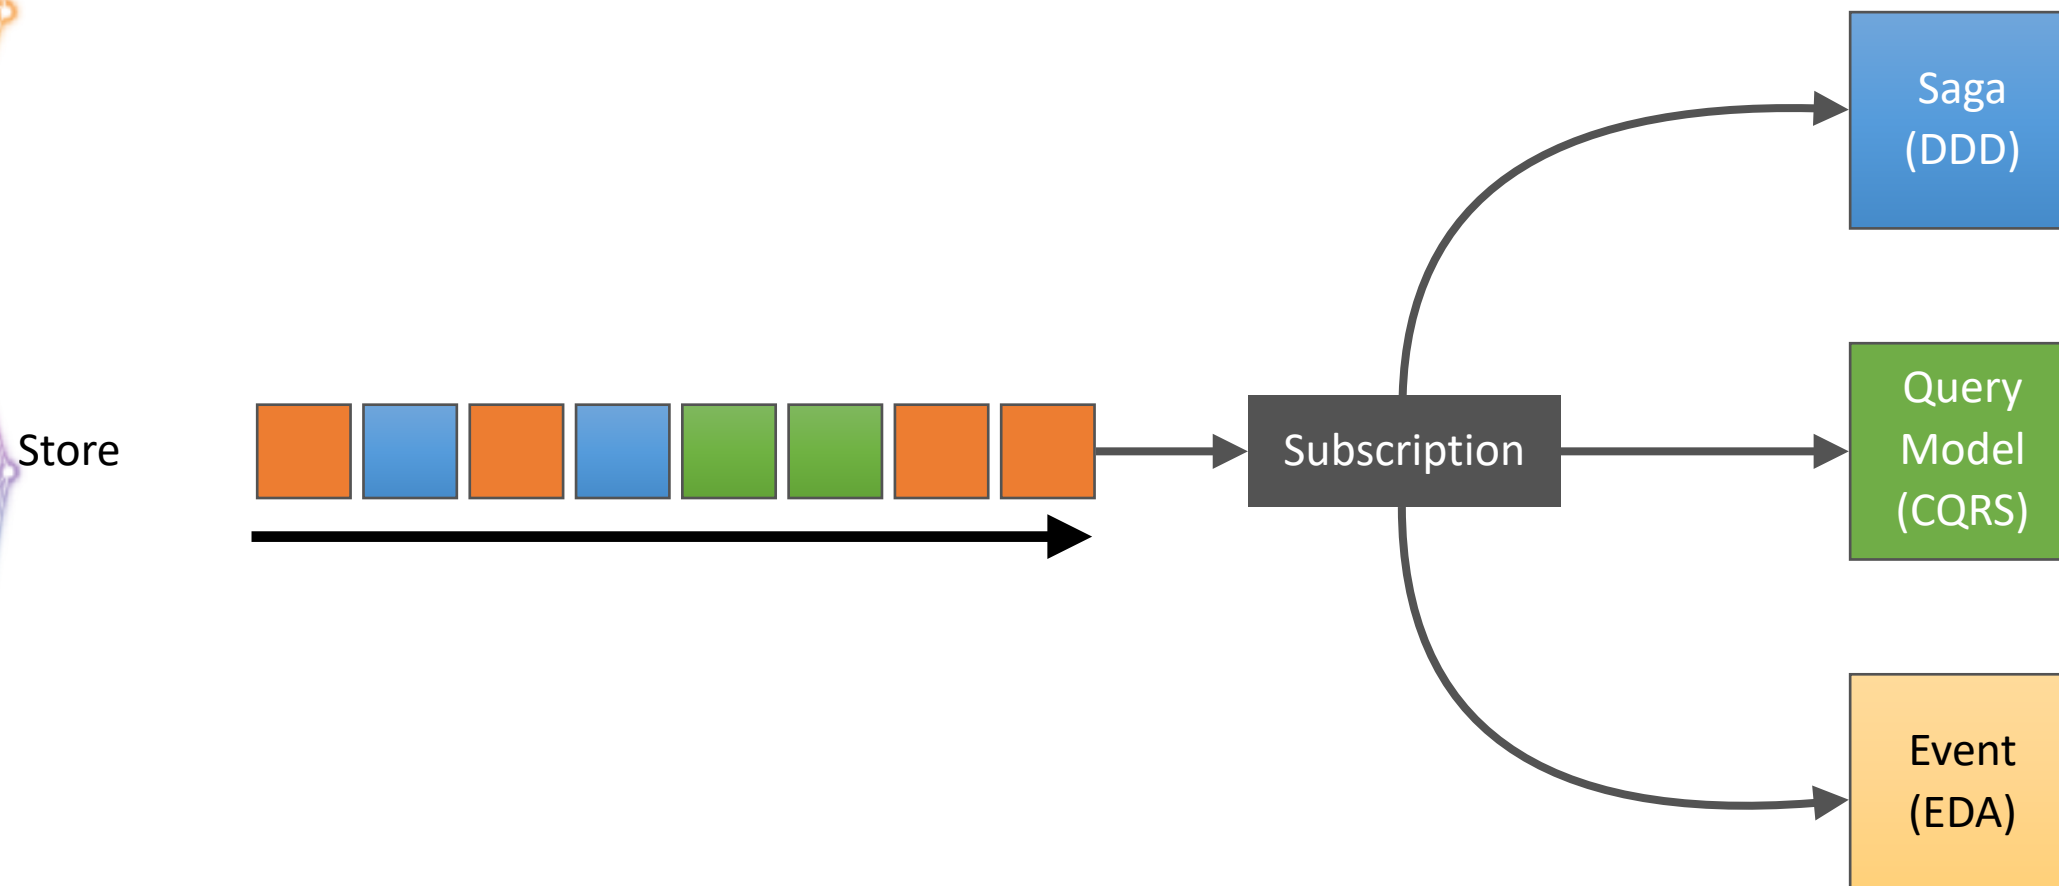 Store
Subscription
Saga
(DDD)
Query
Model
(CQRS)
Event
(EDA)